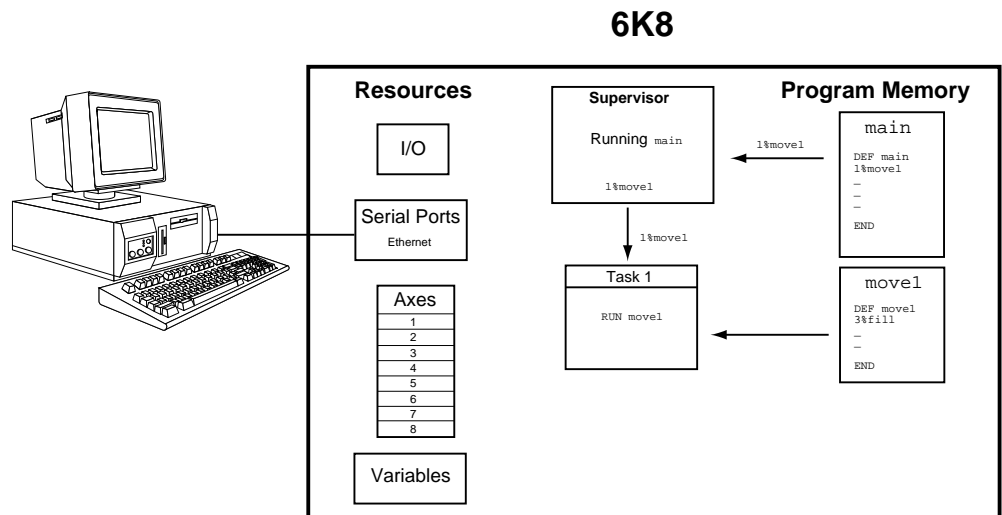 6K8
Resources
I/O
Serial Ports
Ethernet
Axes
1
2
3
4
5
6
7
8
Variables
Supervisor
Running main
1%move1
1%move1
Task 1
RUN move1
1%move1
Program Memory
main
DEF main
1%move1
_
_
_
END
move1
DEF move1
3%fill
_
_
END